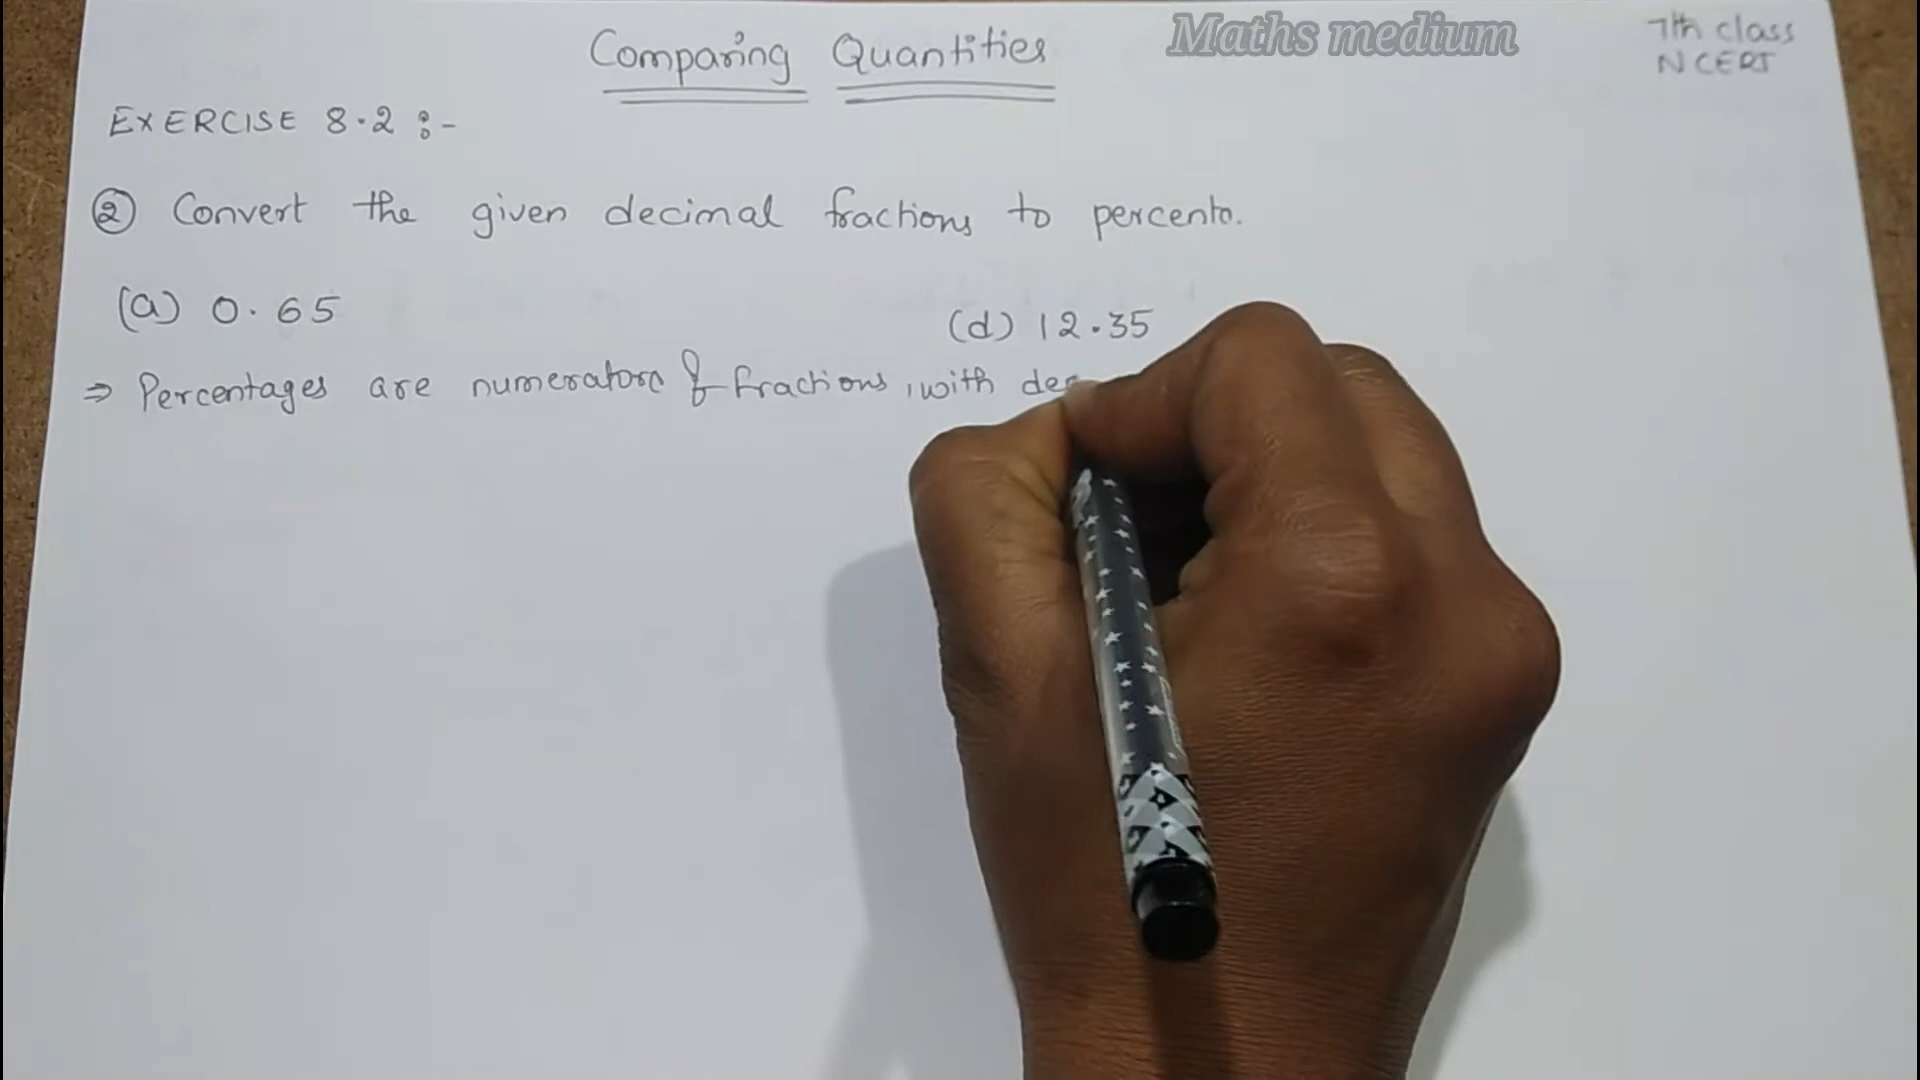 Comparing Quantities
Maths medium
7th class
NCERT
EXERCISE 8.2 :-
② Convert the given decimal fractions to percents.
(a) 0.65
(d) 12.35
⇒ Percentages are numerators of fractions, with de